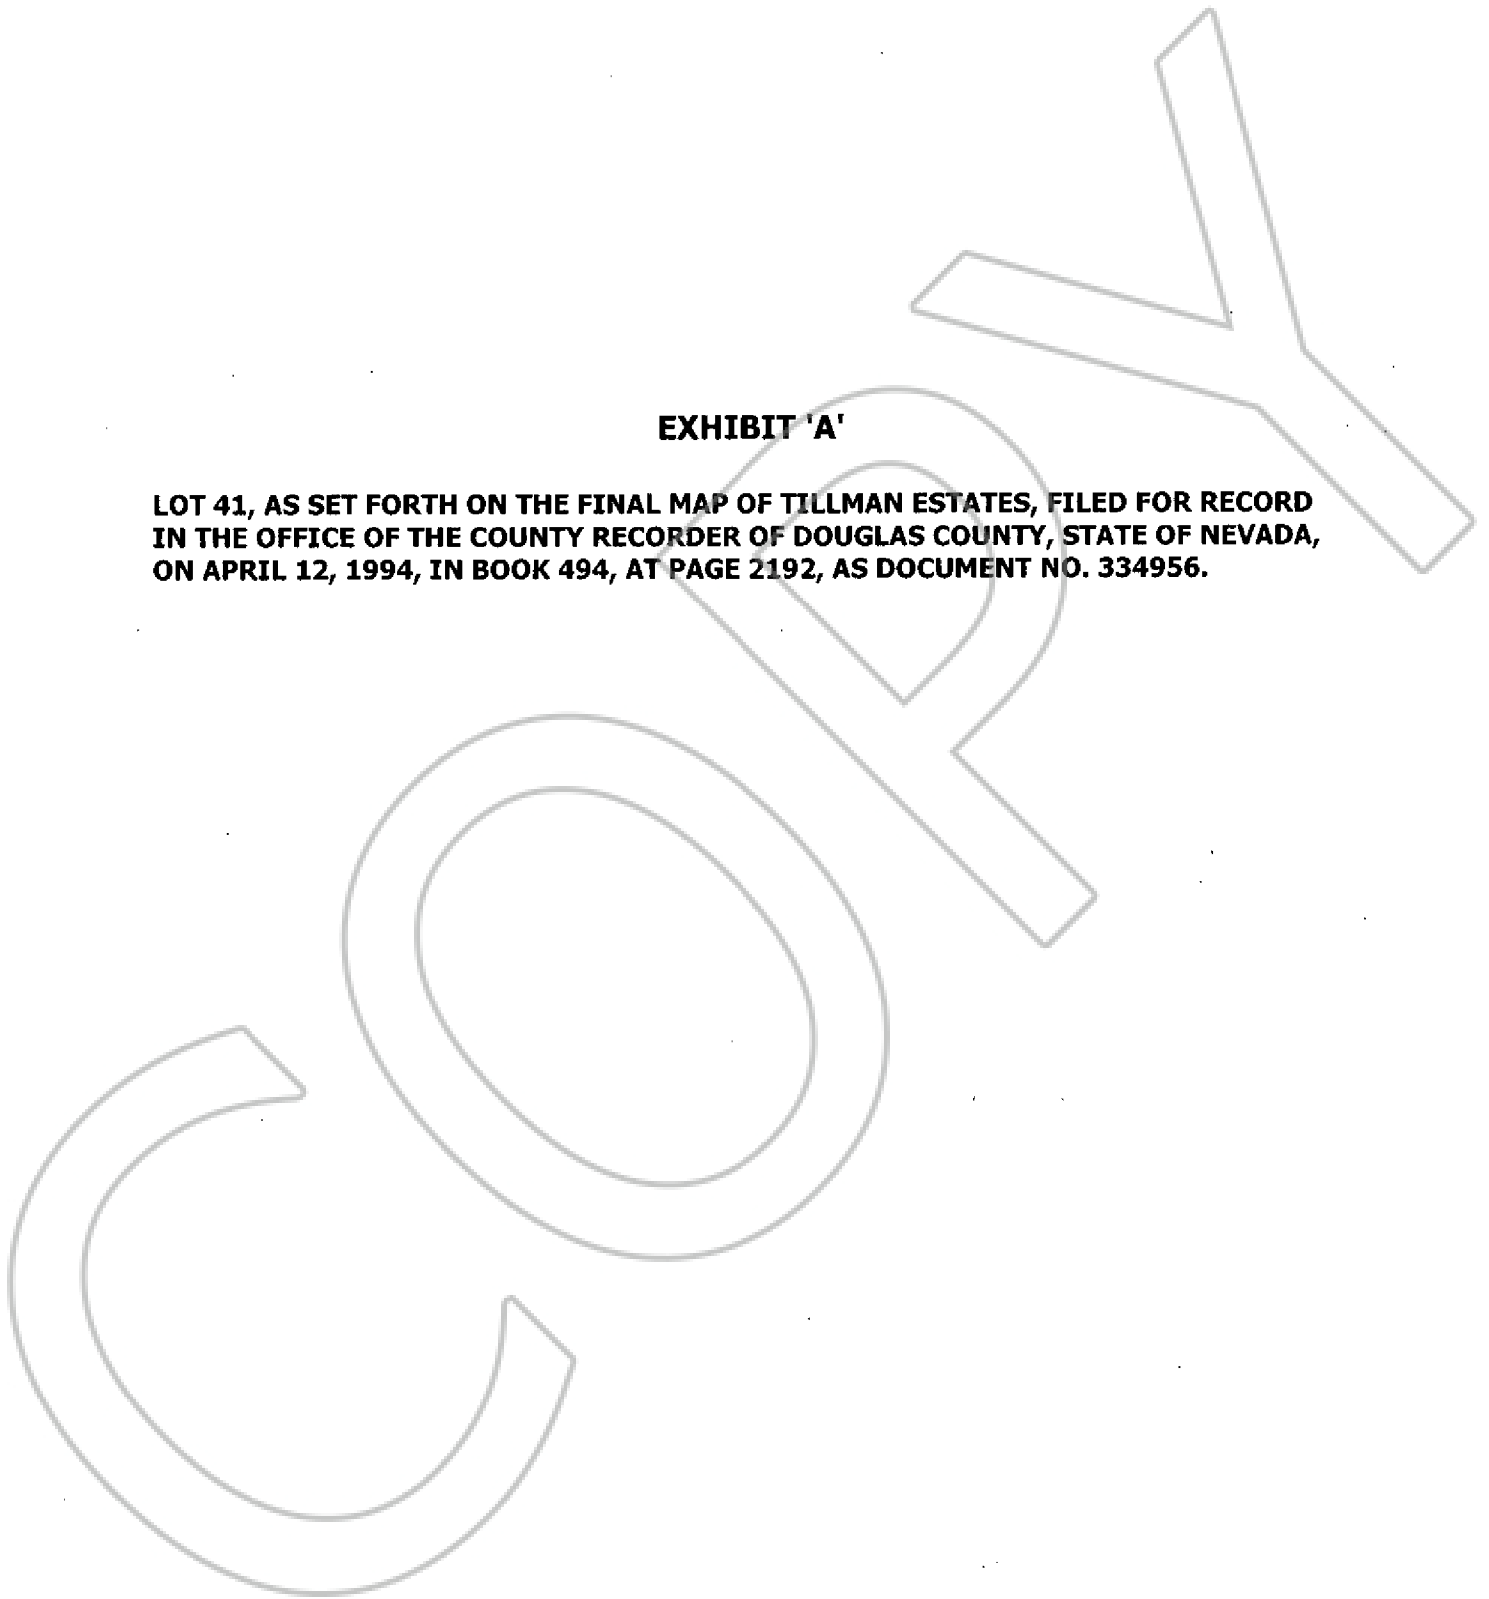 EXHIBIT 'A'
LOT 41, AS SET FORTH ON THE FINAL MAP OF TILLMAN ESTATES, FILED FOR RECORD
IN THE OFFICE OF THE COUNTY RECORDER OF DOUGLAS COUNTY, STATE OF NEVADA,
ON APRIL 12, 1994, IN BOOK 494, AT PAGE 2192, AS DOCUMENT NO. 334956.
COPY